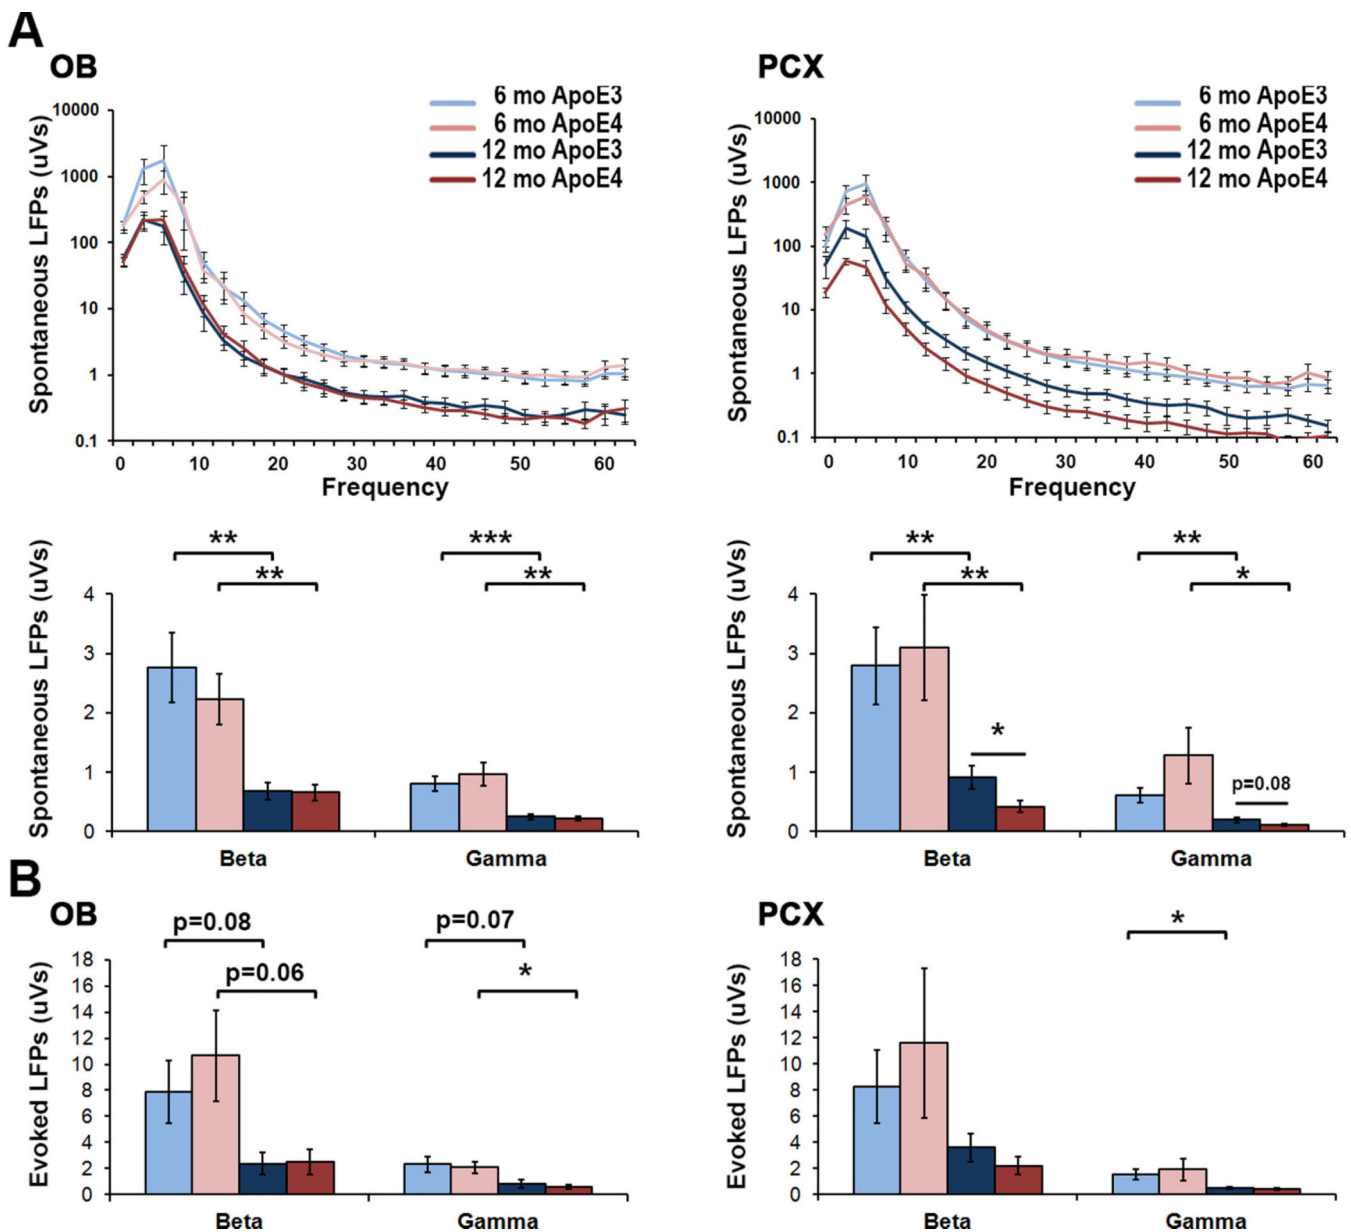 A
OB
6 mo ApoE3
6 mo ApoE4
12 mo ApoE3
12 mo ApoE4
Spontaneous LFPs (uVs)
10000
1000
100
10
1
0.1
0 10 20 30 40 50 60
Frequency
PCX
6 mo ApoE3
6 mo ApoE4
12 mo ApoE3
12 mo ApoE4
Spontaneous LFPs (uVs)
10000
1000
100
10
1
0.1
0 10 20 30 40 50 60
Frequency
** ***
** **
Spontaneous LFPs (uVs)
4
3
2
1
0
Beta Gamma
** **
** *
Spontaneous LFPs (uVs)
4
3
2
1
0
*
p=0.08
Beta Gamma
B
OB
p=0.08 p=0.07
p=0.06 *
Evoked LFPs (uVs)
18
16
14
12
10
8
6
4
2
0
Beta Gamma
PCX
*
Evoked LFPs (uVs)
18
16
14
12
10
8
6
4
2
0
Beta Gamma